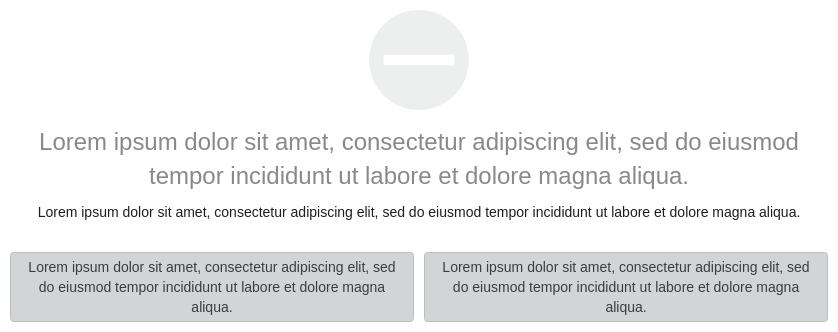 Lorem ipsum dolor sit amet, consectetur adipiscing elit, sed do eiusmod
tempor incididunt ut labore et dolore magna aliqua.
Lorem ipsum dolor sit amet, consectetur adipiscing elit, sed do eiusmod tempor incididunt ut labore et dolore magna aliqua.
Lorem ipsum dolor sit amet, consectetur adipiscing elit, sed
do eiusmod tempor incididunt ut labore et dolore magna
aliqua.
Lorem ipsum dolor sit amet, consectetur adipiscing elit, sed
do eiusmod tempor incididunt ut labore et dolore magna
aliqua.